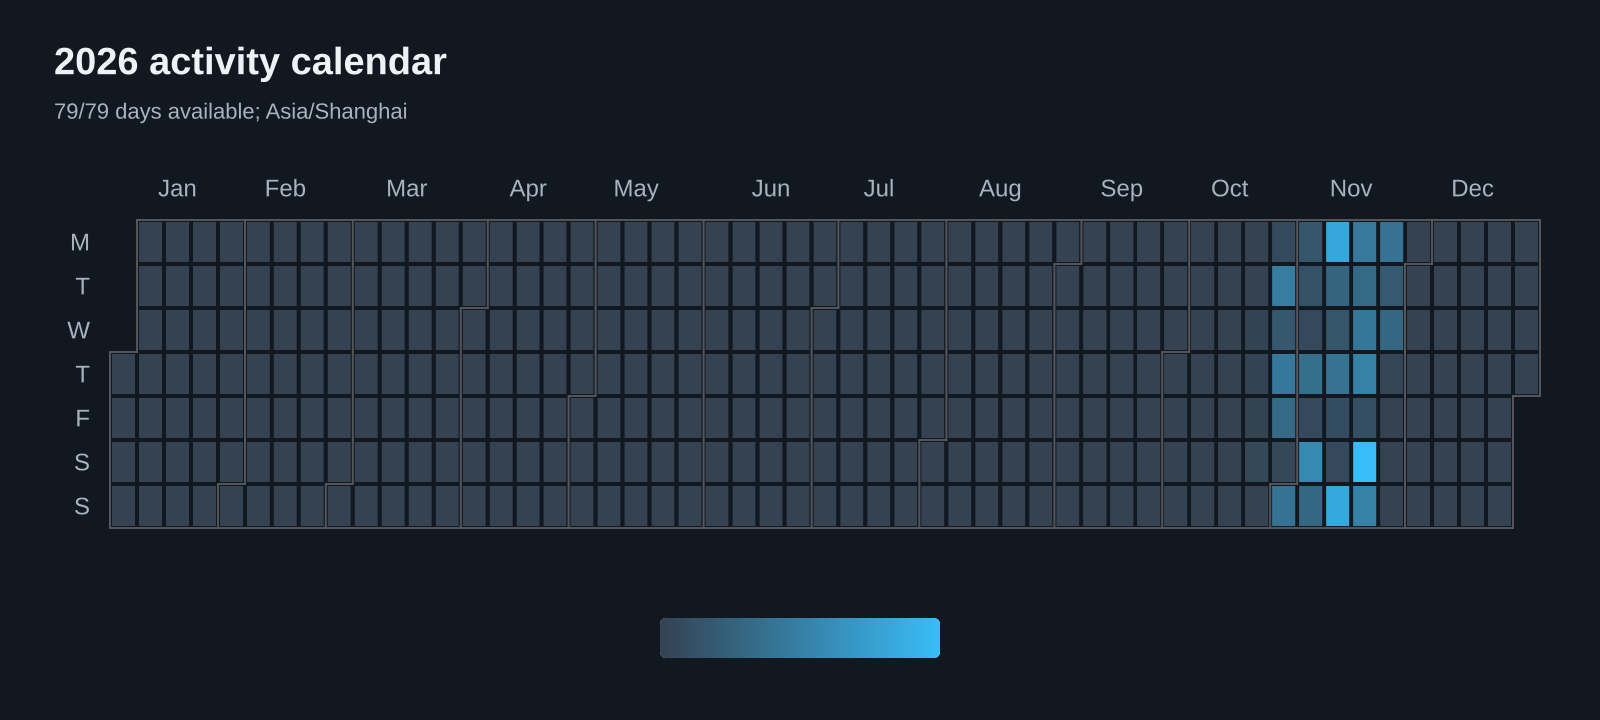 2026 activity calendar
79/79 days available; Asia/Shanghai
Jan Feb Mar Apr May Jun Jul Aug Sep Oct Nov Dec
M
T
W
T
F
S
S